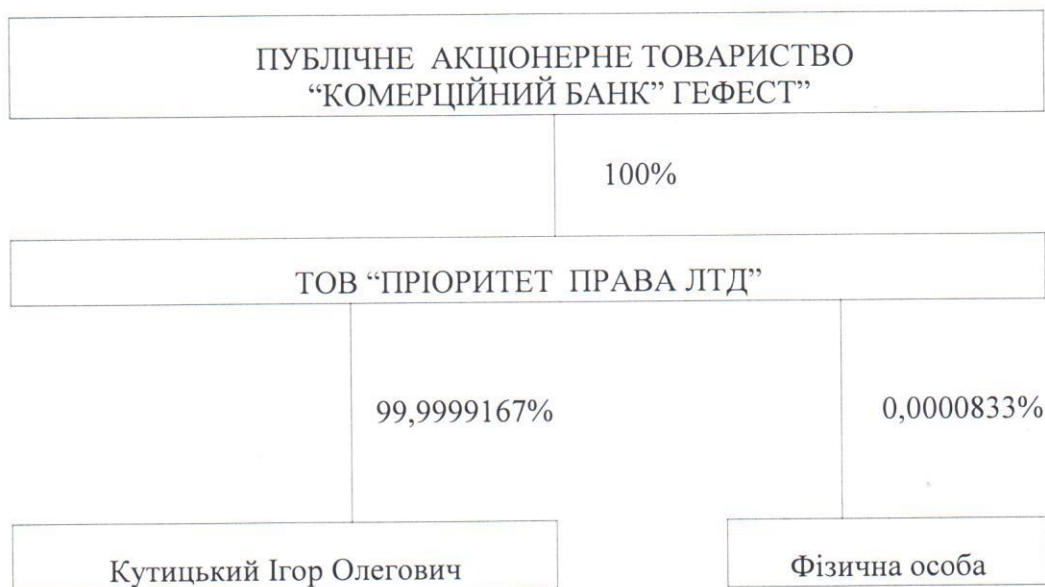 ПУБЛІЧНЕ АКЦІОНЕРНЕ ТОВАРИСТВО
“КОМЕРЦІЙНИЙ БАНК” ГЕФЕСТ”
100%
ТОВ “ПРІОРИТЕТ ПРАВА ЛТД”
99,9999167%
0,0000833%
Кутицький Ігор Олегович
Фізична особа